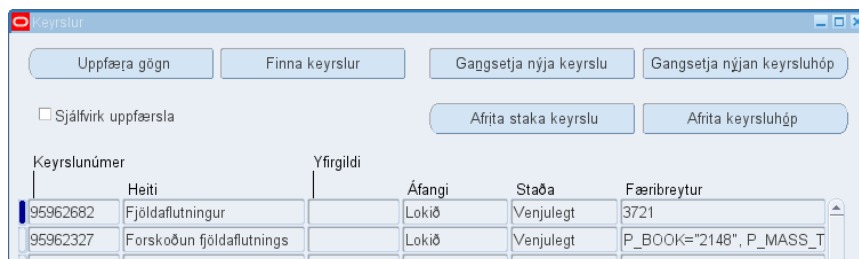 Keyrslur
Uppfæra gögn Finna keyrslur Gangsetja nýja keyrslu Gangsetja nýjan keyrsluhóp
Sjálfvirk uppfærsla Afrita staka keyrslu Afrita keyrsluhóp
Keyrslunúmer Yfirgildi
Heiti Áfangi Staða Færibreytur
95962682 Fjöldaflutningur Lokið Venjulegt 3721
95962327 Forskoðun fjöldaflutnings Lokið Venjulegt P_BOOK="2148", P_MASS_T